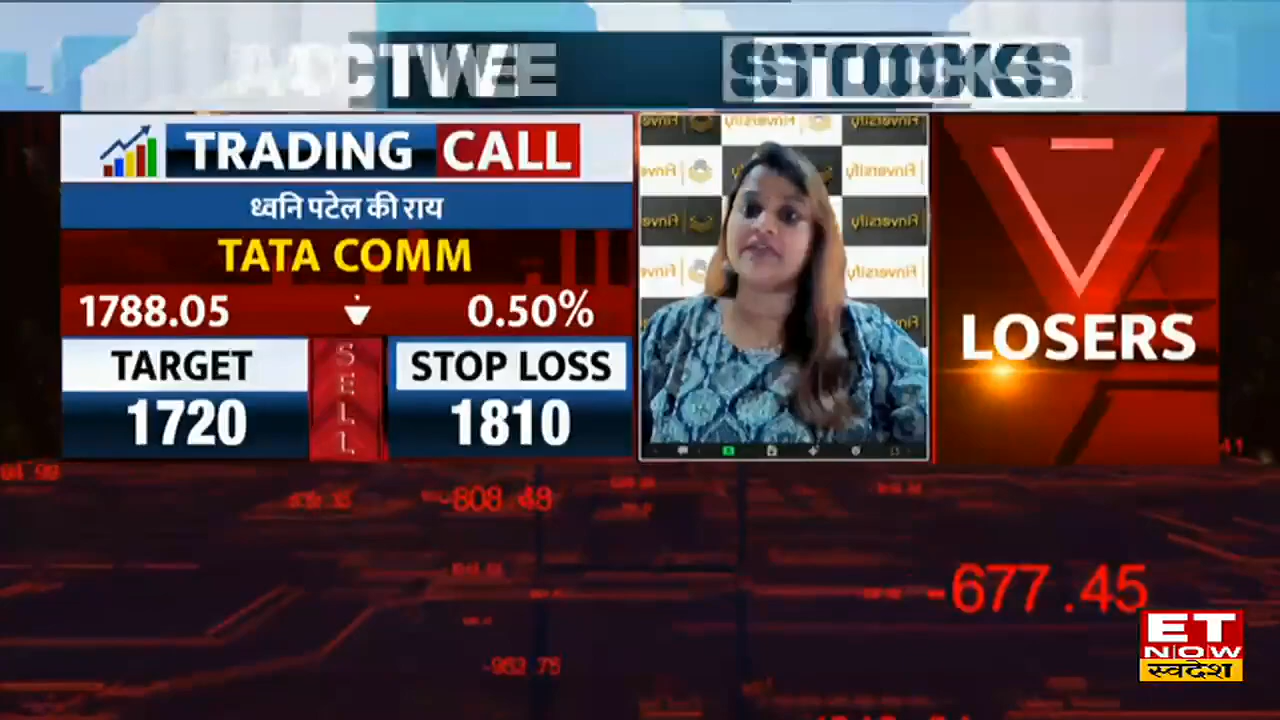 STOCKS
TRADING CALL
ध्वनि पटेल की राय
TATA COMM
1788.05 0.50%
TARGET
1720
SELL
STOP LOSS
1810
LOSERS
-808.48
-677.45
ET
NOW
स्वदेश